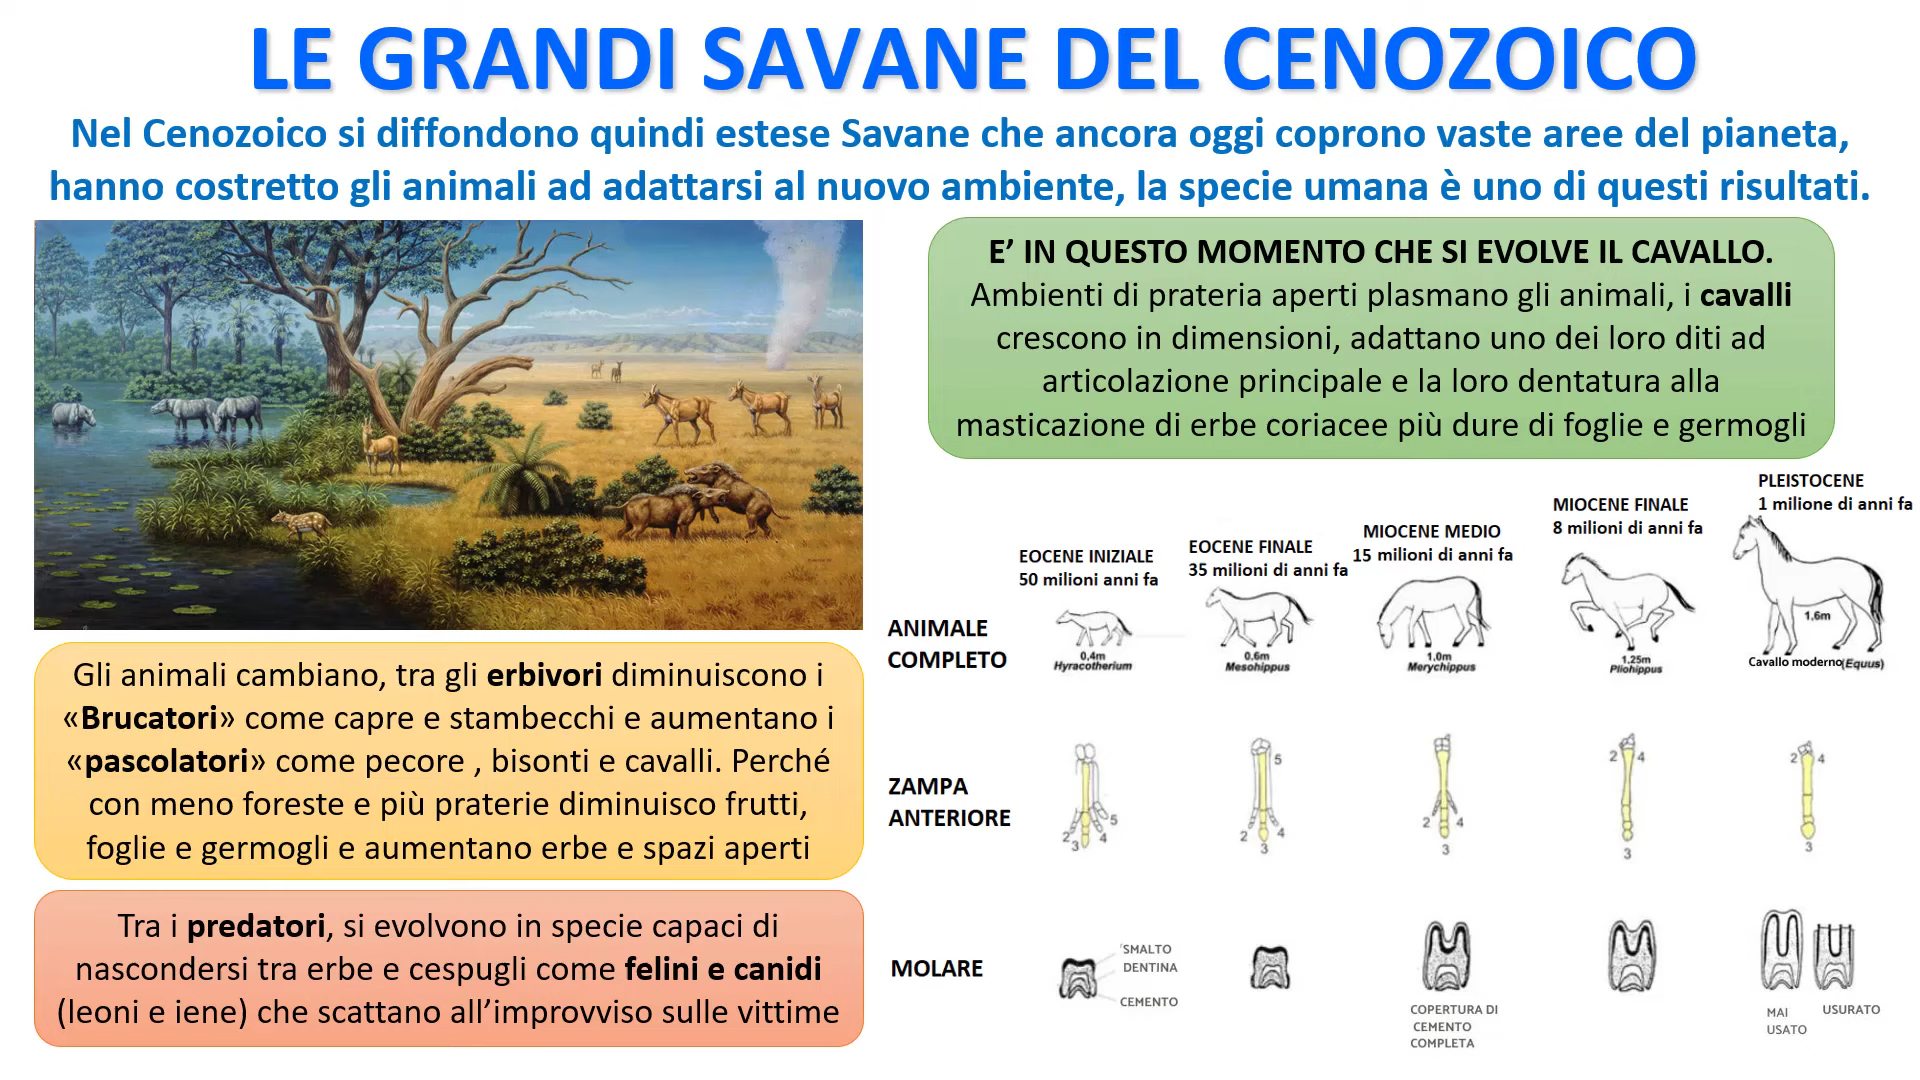 LE GRANDI SAVANE DEL CENOZOICO
Nel Cenozoico si diffondono quindi estese Savane che ancora oggi coprono vaste aree del pianeta,
hanno costretto gli animali ad adattarsi al nuovo ambiente, la specie umana è uno di questi risultati.
E’ IN QUESTO MOMENTO CHE SI EVOLVE IL CAVALLO.
Ambienti di prateria aperti plasmano gli animali, i cavalli
crescono in dimensioni, adattano uno dei loro diti ad
articolazione principale e la loro dentatura alla
masticazione di erbe coriacee più dure di foglie e germogli
Gli animali cambiano, tra gli erbivori diminuiscono i
«Brucatori» come capre e stambecchi e aumentano i
«pascolatori» come pecore , bisonti e cavalli. Perché
con meno foreste e più praterie diminuisco frutti,
foglie e germogli e aumentano erbe e spazi aperti
Tra i predatori, si evolvono in specie capaci di
nascondersi tra erbe e cespugli come felini e canidi
(leoni e iene) che scattano all’improvviso sulle vittime
EOCENE INIZIALE
50 milioni anni fa
EOCENE FINALE
35 milioni di anni fa
MIOCENE MEDIO
15 milioni di anni fa
MIOCENE FINALE
8 milioni di anni fa
PLEISTOCENE
1 milione di anni fa
ANIMALE
COMPLETO
0,4m
Hyracotherium
0.6m
Mesohippus
1,0m
Merychippus
1,25m
Pliohippus
1,6m
Cavallo moderno(Equus)
ZAMPA
ANTERIORE
2 3 4 5
2 3 4 5
2 3 4
2 4
3
2 4
3
MOLARE
SMALTO
DENTINA
CEMENTO
COPERTURA DI
CEMENTO
COMPLETA
MAI
USATO
USURATO